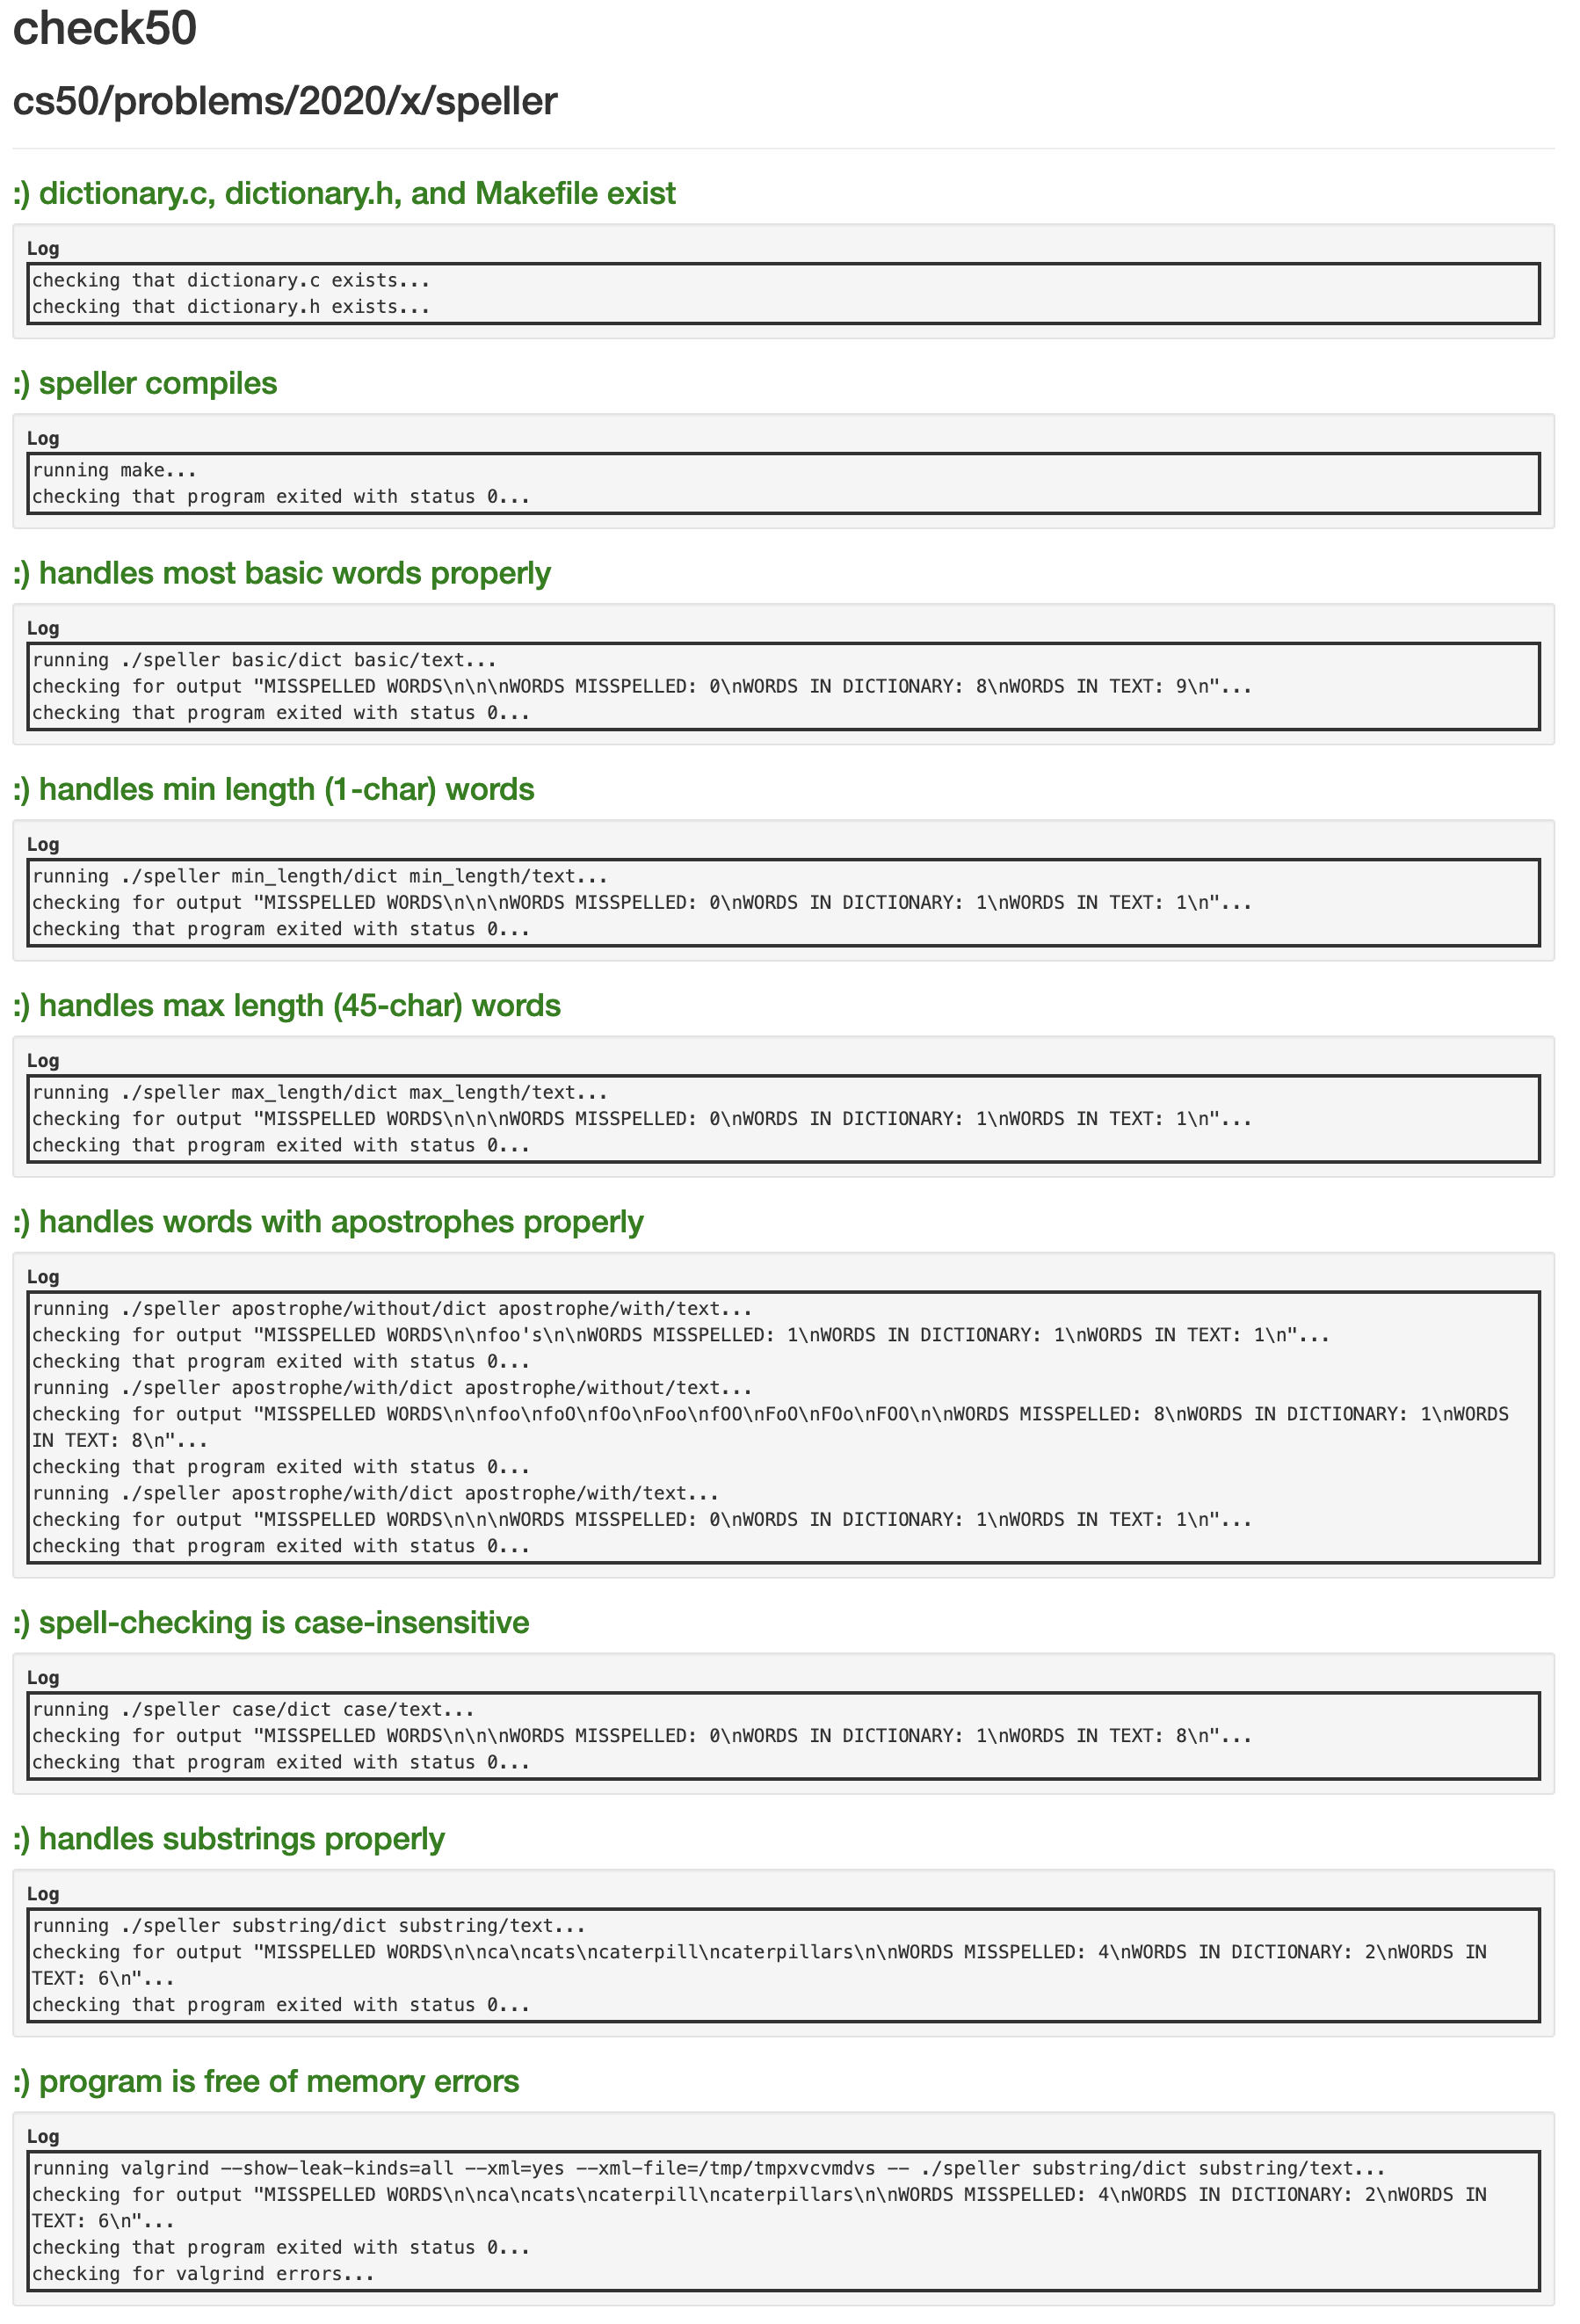 check50
cs50/problems/2020/x/speller
:) dictionary.c, dictionary.h, and Makefile exist
Log
checking that dictionary.c exists...
checking that dictionary.h exists...
:) speller compiles
Log
running make...
checking that program exited with status 0...
:) handles most basic words properly
Log
running ./speller basic/dict basic/text...
checking for output "MISSPELLED WORDS\n\n\nWORDS MISSPELLED: 0\nWORDS IN DICTIONARY: 8\nWORDS IN TEXT: 9\n"...
checking that program exited with status 0...
:) handles min length (1-char) words
Log
running ./speller min_length/dict min_length/text...
checking for output "MISSPELLED WORDS\n\n\nWORDS MISSPELLED: 0\nWORDS IN DICTIONARY: 1\nWORDS IN TEXT: 1\n"...
checking that program exited with status 0...
:) handles max length (45-char) words
Log
running ./speller max_length/dict max_length/text...
checking for output "MISSPELLED WORDS\n\n\nWORDS MISSPELLED: 0\nWORDS IN DICTIONARY: 1\nWORDS IN TEXT: 1\n"...
checking that program exited with status 0...
:) handles words with apostrophes properly
Log
running ./speller apostrophe/without/dict apostrophe/with/text...
checking for output "MISSPELLED WORDS\n\nfoo's\n\nWORDS MISSPELLED: 1\nWORDS IN DICTIONARY: 1\nWORDS IN TEXT: 1\n"...
checking that program exited with status 0...
running ./speller apostrophe/with/dict apostrophe/without/text...
checking for output "MISSPELLED WORDS\n\nfoo\nfoO\nfOo\nFoo\nfOO\nFoO\nFOo\nFOO\n\nWORDS MISSPELLED: 8\nWORDS IN DICTIONARY: 1\nWORDS
IN TEXT: 8\n"...
checking that program exited with status 0...
running ./speller apostrophe/with/dict apostrophe/with/text...
checking for output "MISSPELLED WORDS\n\n\nWORDS MISSPELLED: 0\nWORDS IN DICTIONARY: 1\nWORDS IN TEXT: 1\n"...
checking that program exited with status 0...
:) spell-checking is case-insensitive
Log
running ./speller case/dict case/text...
checking for output "MISSPELLED WORDS\n\n\nWORDS MISSPELLED: 0\nWORDS IN DICTIONARY: 1\nWORDS IN TEXT: 8\n"...
checking that program exited with status 0...
:) handles substrings properly
Log
running ./speller substring/dict substring/text...
checking for output "MISSPELLED WORDS\n\nca\ncats\ncaterpill\ncaterpillars\n\nWORDS MISSPELLED: 4\nWORDS IN DICTIONARY: 2\nWORDS IN
TEXT: 6\n"...
checking that program exited with status 0...
:) program is free of memory errors
Log
running valgrind --show-leak-kinds=all --xml=yes --xml-file=/tmp/tmpxvcvmdvs -- ./speller substring/dict substring/text...
checking for output "MISSPELLED WORDS\n\nca\ncats\ncaterpill\ncaterpillars\n\nWORDS MISSPELLED: 4\nWORDS IN DICTIONARY: 2\nWORDS IN
TEXT: 6\n"...
checking that program exited with status 0...
checking for valgrind errors...